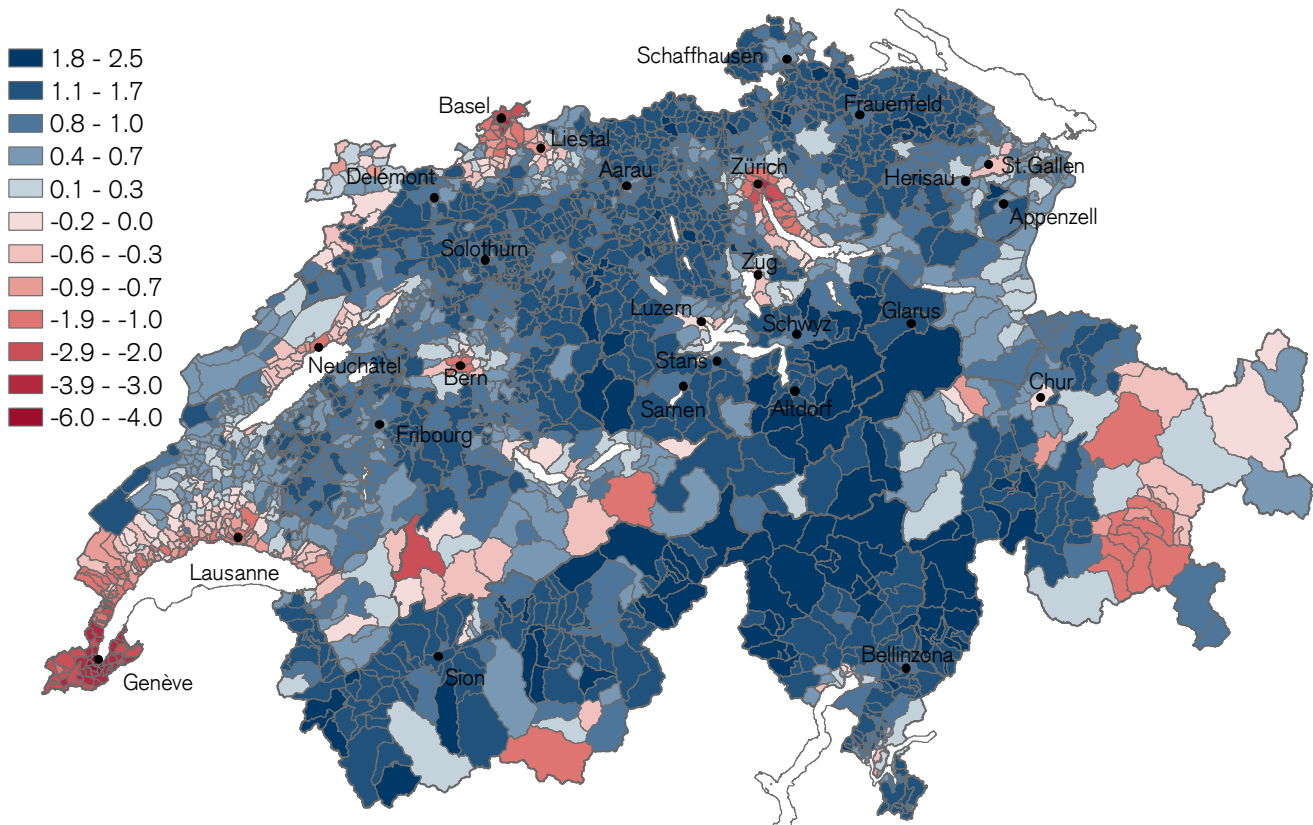 1.8 - 2.5
1.1 - 1.7
0.8 - 1.0
0.4 - 0.7
0.1 - 0.3
-0.2 - 0.0
-0.6 - -0.3
-0.9 - -0.7
-1.9 - -1.0
-2.9 - -2.0
-3.9 - -3.0
-6.0 - -4.0
Schaffhausen
Basel
Frauenfeld
Liestal
Aarau
Zürich
St.Gallen
Delémont
Herisau
Appenzell
Solothurn
Zug
Luzern
Schwyz
Glarus
Neuchâtel
Bern
Stans
Chur
Sarnen
Altdorf
Fribourg
Lausanne
Bellinzona
Sion
Genève